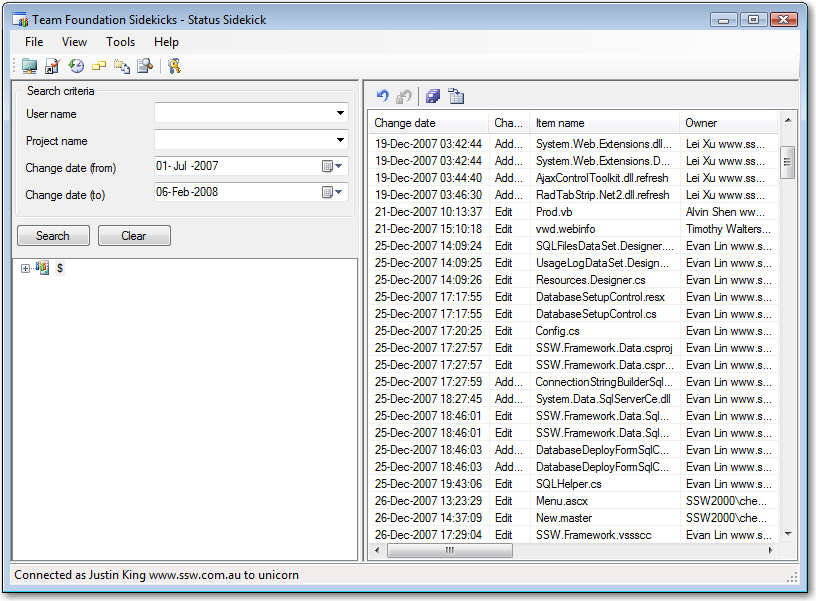 Team Foundation Sidekicks - Status Sidekick
File View Tools Help
Search criteria
User name
Project name
Change date (from) 01- Jul -2007
Change date (to) 06-Feb-2008
Search Clear
$
Change date Cha... Item name Owner
19-Dec-2007 03:42:44 Add... System.Web.Extensions.dll... Lei Xu www.ss...
19-Dec-2007 03:42:44 Add... System.Web.Extensions.D... Lei Xu www.ss...
19-Dec-2007 03:44:40 Add... AjaxControlToolkit.dll.refresh Lei Xu www.ss...
19-Dec-2007 03:46:30 Add... RadTabStrip.Net2.dll.refresh Lei Xu www.ss...
21-Dec-2007 10:13:37 Edit Prod.vb Alvin Shen ww...
21-Dec-2007 15:10:18 Edit vwd.webinfo Timothy Walters...
25-Dec-2007 14:09:24 Edit SQLFilesDataSet.Designer.... Evan Lin www.s...
25-Dec-2007 14:09:25 Edit UsageLogDataSet.Design... Evan Lin www.s...
25-Dec-2007 14:09:26 Edit Resources.Designer.cs Evan Lin www.s...
25-Dec-2007 17:17:55 Edit DatabaseSetupControl.resx Evan Lin www.s...
25-Dec-2007 17:17:55 Edit DatabaseSetupControl.cs Evan Lin www.s...
25-Dec-2007 17:20:25 Edit Config.cs Evan Lin www.s...
25-Dec-2007 17:27:57 Edit SSW.Framework.Data.csproj Evan Lin www.s...
25-Dec-2007 17:27:57 Edit SSW.Framework.Data.cspr... Evan Lin www.s...
25-Dec-2007 17:27:59 Add... ConnectionStringBuilderSql... Evan Lin www.s...
25-Dec-2007 18:27:45 Add... System.Data.SqlServerCe.dll Evan Lin www.s...
25-Dec-2007 18:46:01 Edit SSW.Framework.Data.Sql... Evan Lin www.s...
25-Dec-2007 18:46:01 Edit SSW.Framework.Data.Sql... Evan Lin www.s...
25-Dec-2007 18:46:03 Add... DatabaseDeployFormSqlC... Evan Lin www.s...
25-Dec-2007 18:46:03 Add... DatabaseDeployFormSqlC... Evan Lin www.s...
25-Dec-2007 19:43:06 Edit SQLHelper.cs Evan Lin www.s...
26-Dec-2007 13:23:29 Edit Menu.ascx SSW2000\che...
26-Dec-2007 14:37:09 Edit New.master SSW2000\che...
26-Dec-2007 17:29:04 Edit SSW.Framework.vssscc Evan Lin www.s...
Connected as Justin King www.ssw.com.au to unicorn